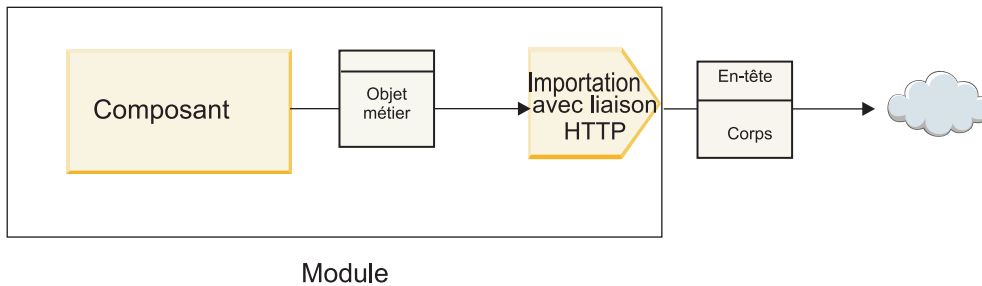 Composant
Objet
métier
Importation
avec liaison
HTTP
En-tête
Corps
Module